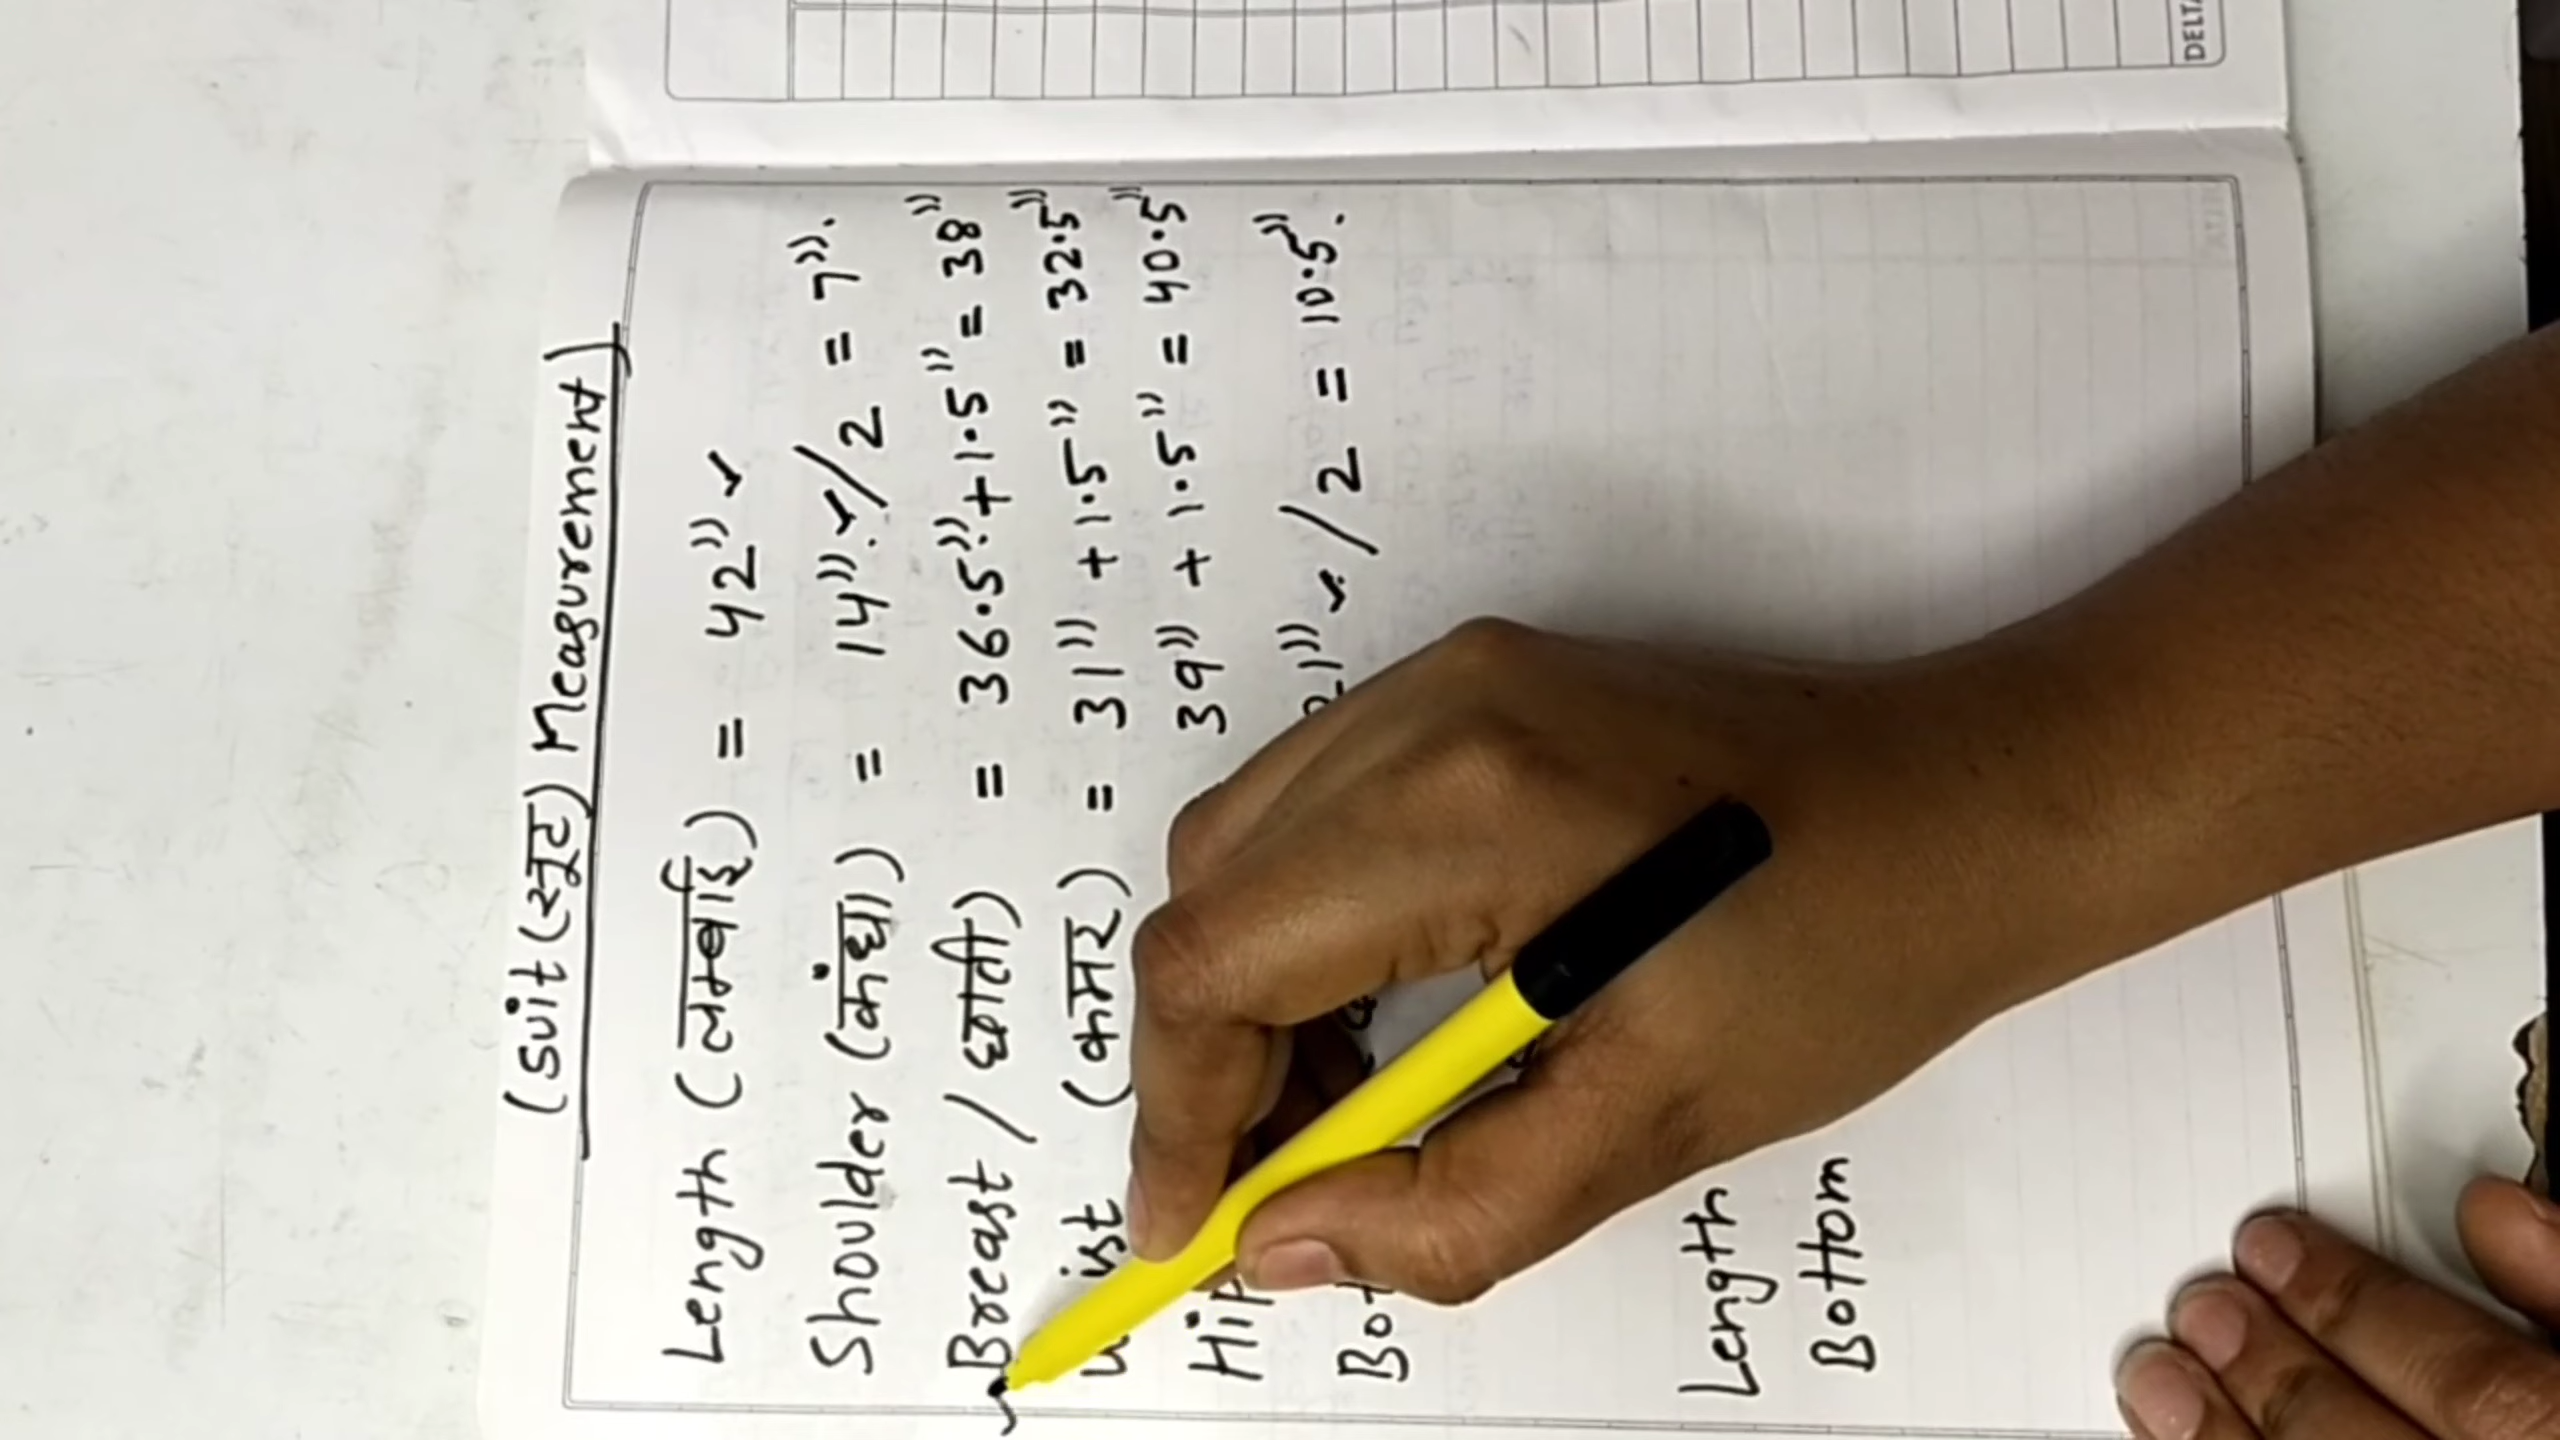 (Suit (सूट) Measurement)
Length (लम्बाई) = 42"
Shoulder (कंधा) = 14". /2 = 7".
Breast / छाती) = 36.5" + 1.5" = 38"
(कमर) = 31" + 1.5" = 32.5"
39" + 1.5" = 40.5"
/2 = 10.5".
Length
Bottom
DELTA